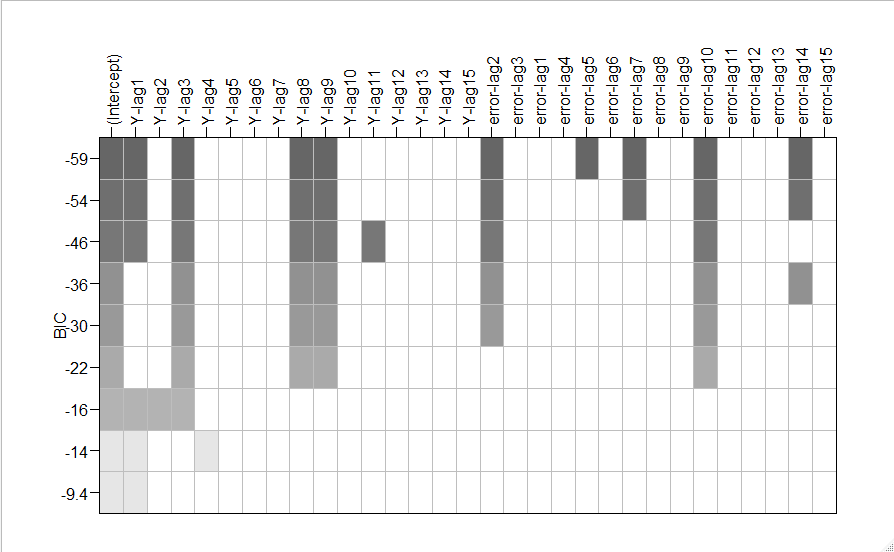 (Intercept)
Y-lag1
Y-lag2
Y-lag3
Y-lag4
Y-lag5
Y-lag6
Y-lag7
Y-lag8
Y-lag9
Y-lag10
Y-lag11
Y-lag12
Y-lag13
Y-lag14
Y-lag15
error-lag2
error-lag3
error-lag1
error-lag4
error-lag5
error-lag6
error-lag7
error-lag8
error-lag9
error-lag10
error-lag11
error-lag12
error-lag13
error-lag14
error-lag15
BIC
-59
-54
-46
-36
-30
-22
-16
-14
-9.4